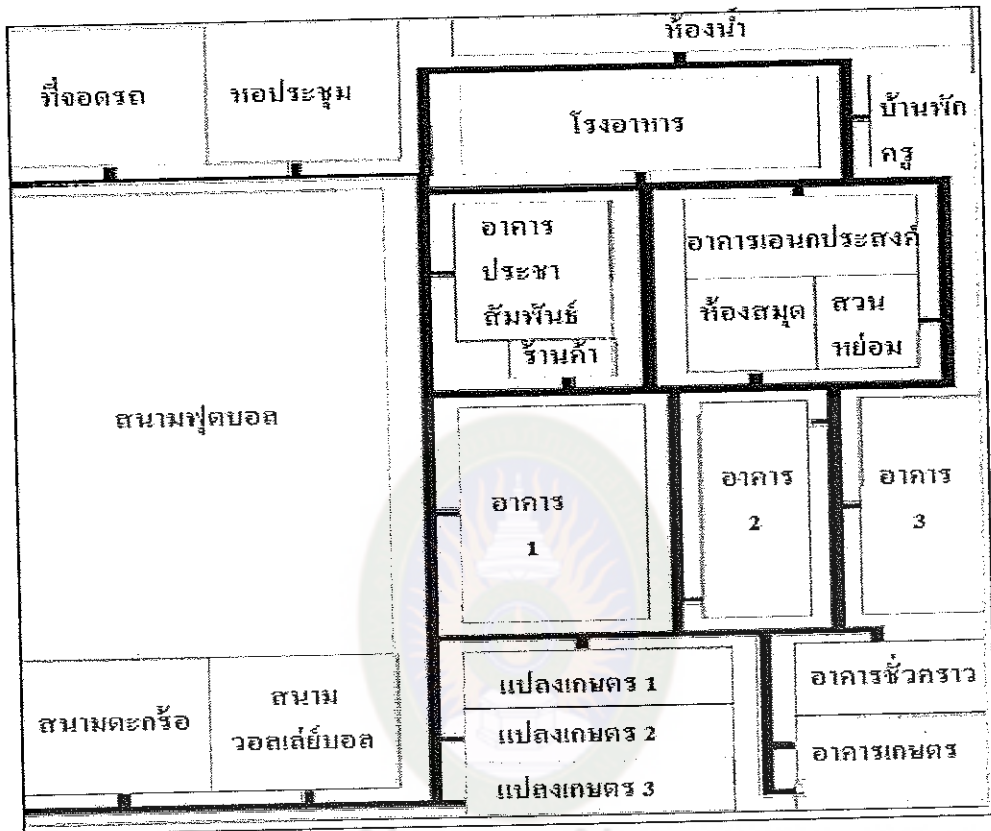 ห้องน้ำ
ที่จอดรถ
หอประชุม
โรงอาหาร
บ้านพัก
ครู
อาคาร
ประชา
สัมพันธ์
ร้านค้า
อาคารเอนกประสงค์
ห้องสมุด
สวน
หย่อม
สนามฟุตบอล
อาคาร
1
อาคาร
2
อาคาร
3
สนามตะกร้อ
สนาม
วอลเล่ย์บอล
แปลงเกษตร 1
แปลงเกษตร 2
แปลงเกษตร 3
อาคารชั่วคราว
อาคารเกษตร